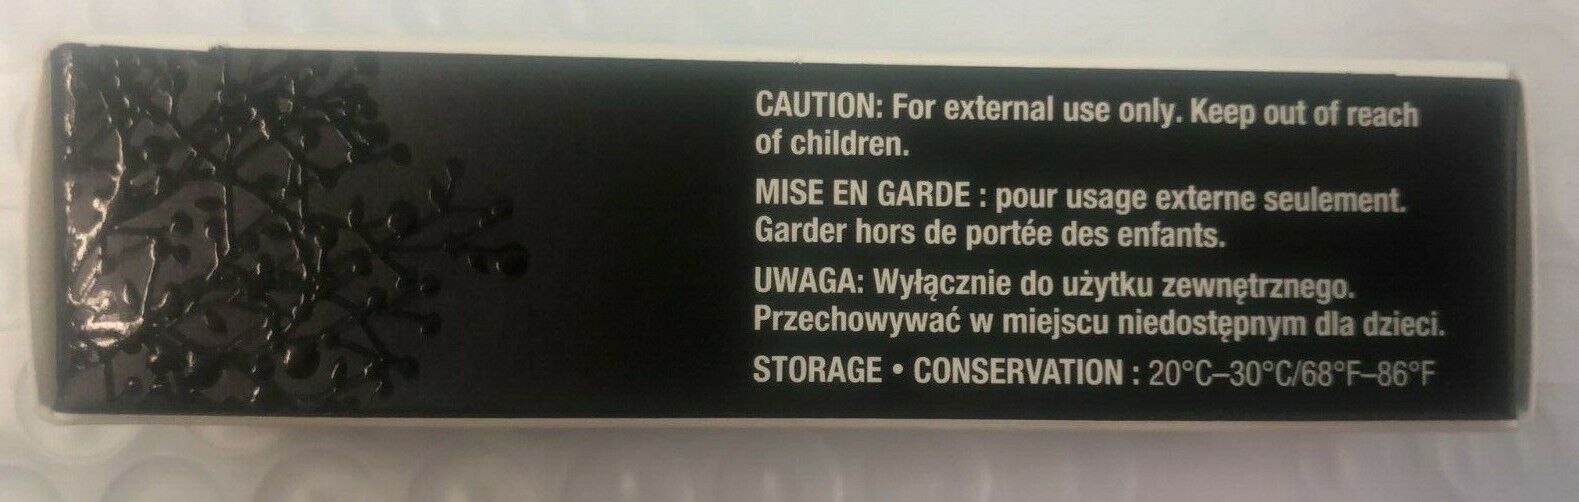 CAUTION: For external use only. Keep out of reach
of children.
MISE EN GARDE : pour usage externe seulement.
Garder hors de portée des enfants.
UWAGA: Wyłącznie do użytku zewnętrznego.
Przechowywać w miejscu niedostępnym dla dzieci.
STORAGE • CONSERVATION : 20°C–30°C/68°F–86°F